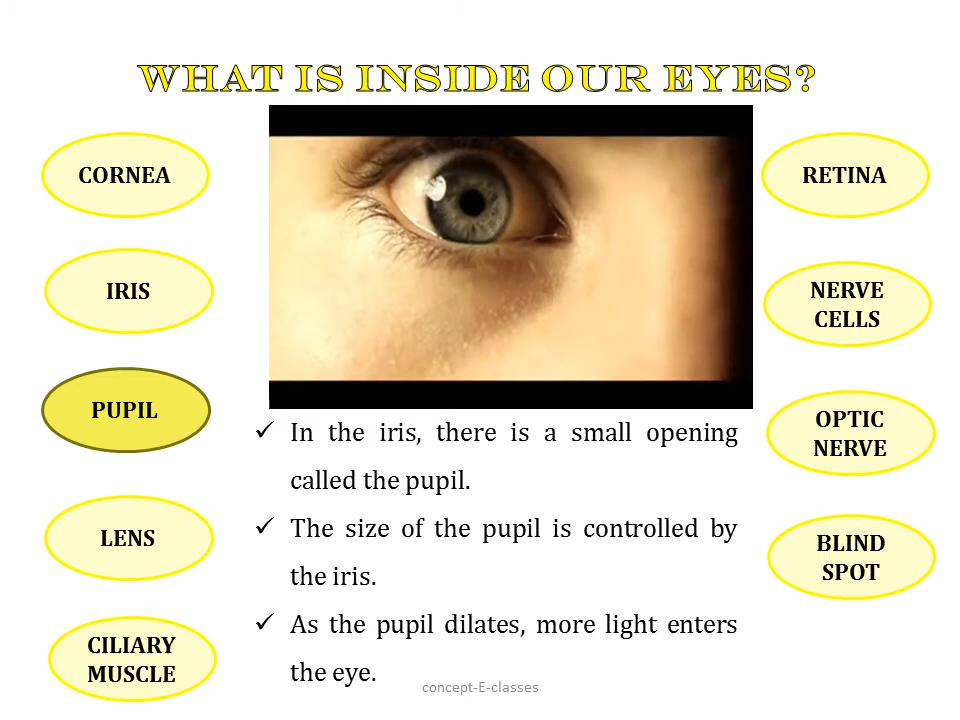 WHAT IS INSIDE OUR EYES?
CORNEA
IRIS
PUPIL
LENS
CILIARY
MUSCLE
✓ In the iris, there is a small opening
called the pupil.
✓ The size of the pupil is controlled by
the iris.
✓ As the pupil dilates, more light enters
the eye.
RETINA
NERVE
CELLS
OPTIC
NERVE
BLIND
SPOT
concept-E-classes